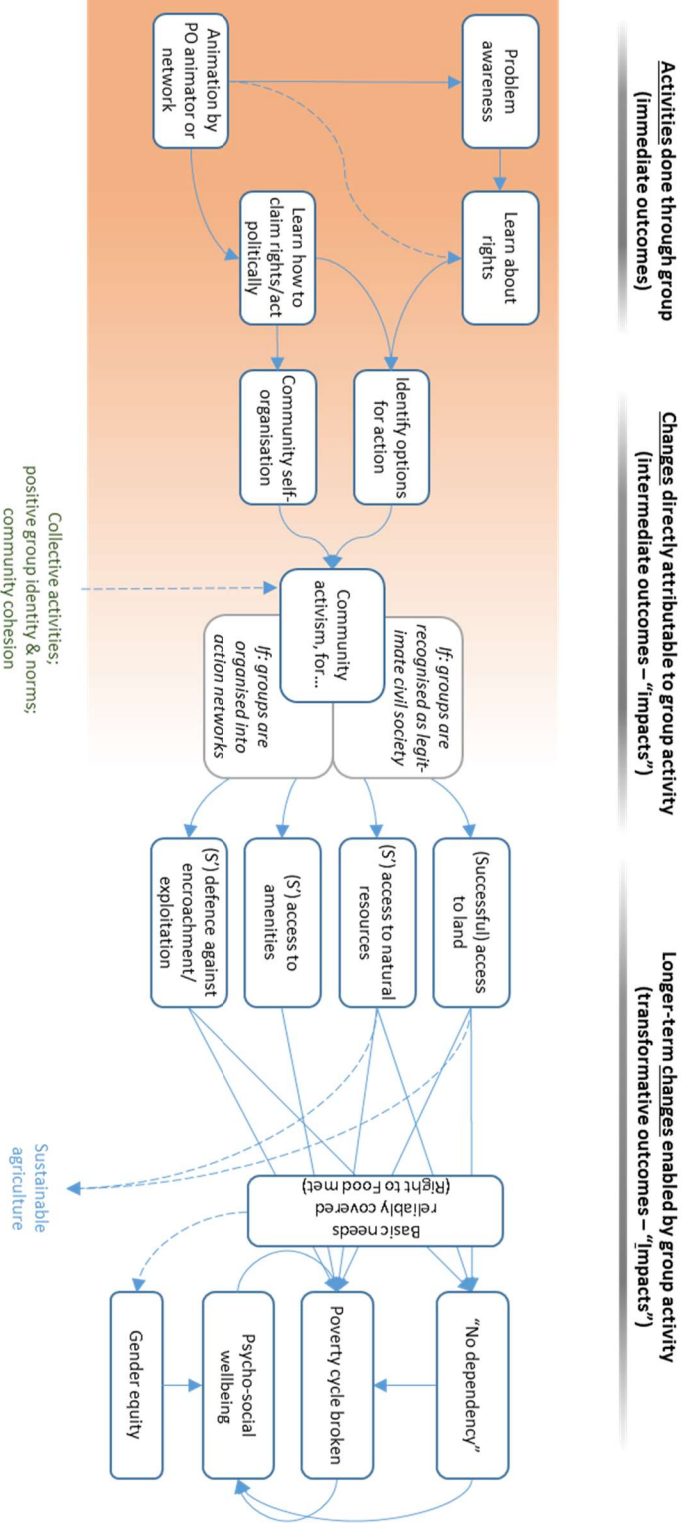 Activities done through group
(immediate outcomes)
Changes directly attributable to group activity
(intermediate outcomes – “impacts”)
Longer-term changes enabled by group activity
(transformative outcomes – “Impacts”)
Problem
awareness
Learn about
rights
Animation by
PO animator or
network
Learn how to
claim rights/act
politically
Identify options
for action
Community self-
organisation
Community
activism, for...
If: groups are
recognised as legit-
imate civil society
If: groups are
organised into
action networks
Collective activities;
positive group identity & norms;
community cohesion
(Successful) access
to land
(S’) access to natural
resources
(S’) access to
amenities
(S’) defence against
encroachment/
exploitation
Basic needs
reliably covered
(Right to Food met)
Sustainable
agriculture
“No dependency”
Poverty cycle broken
Psycho-social
wellbeing
Gender equity